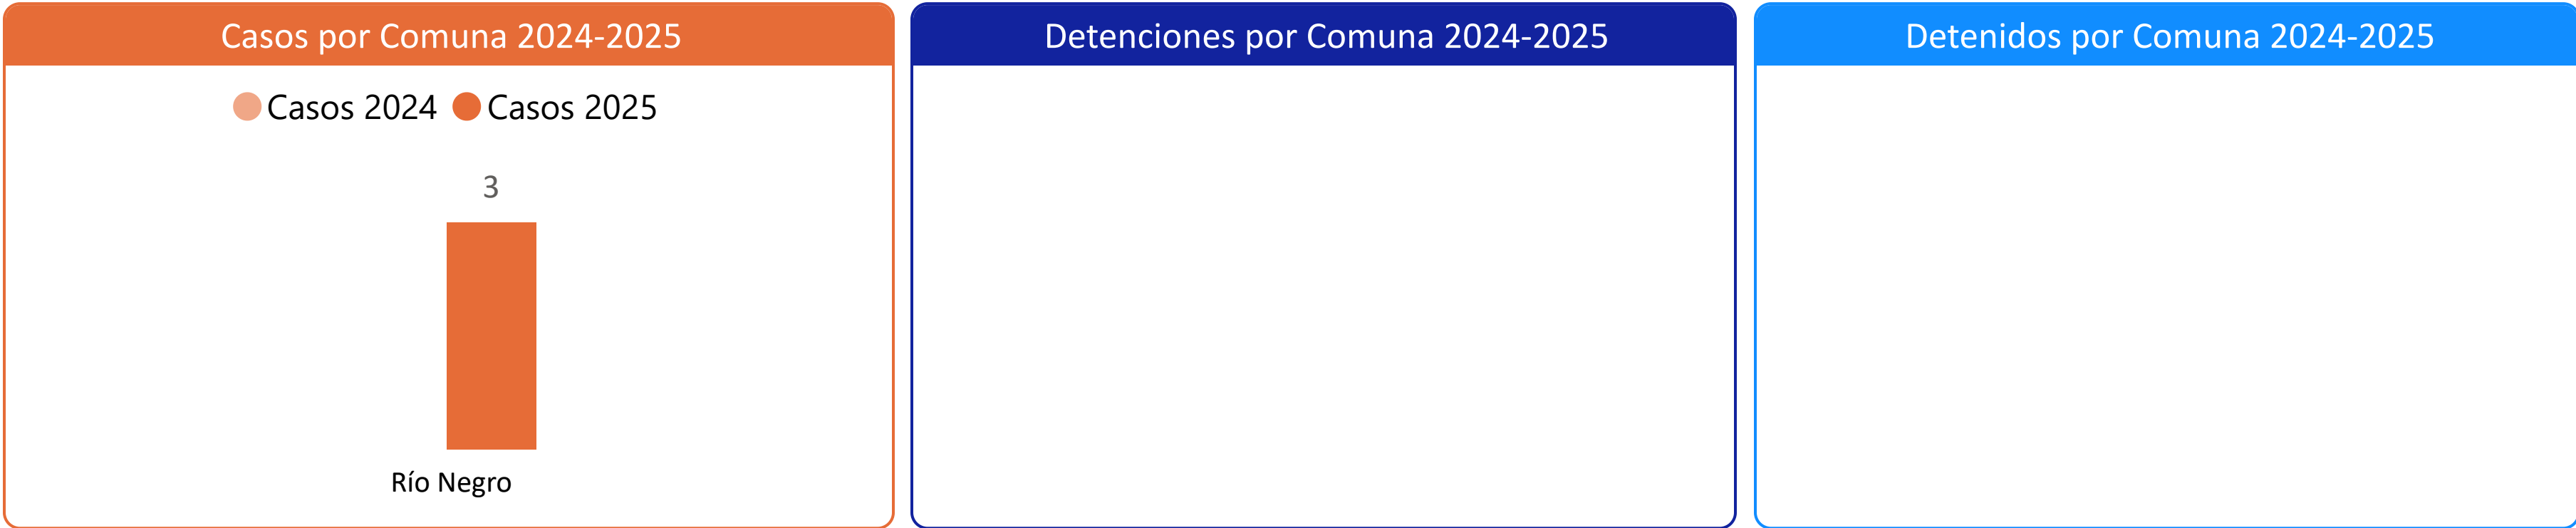 Casos por Comuna 2024-2025
Casos 2024 Casos 2025
3
Río Negro
Detenciones por Comuna 2024-2025
Detenidos por Comuna 2024-2025